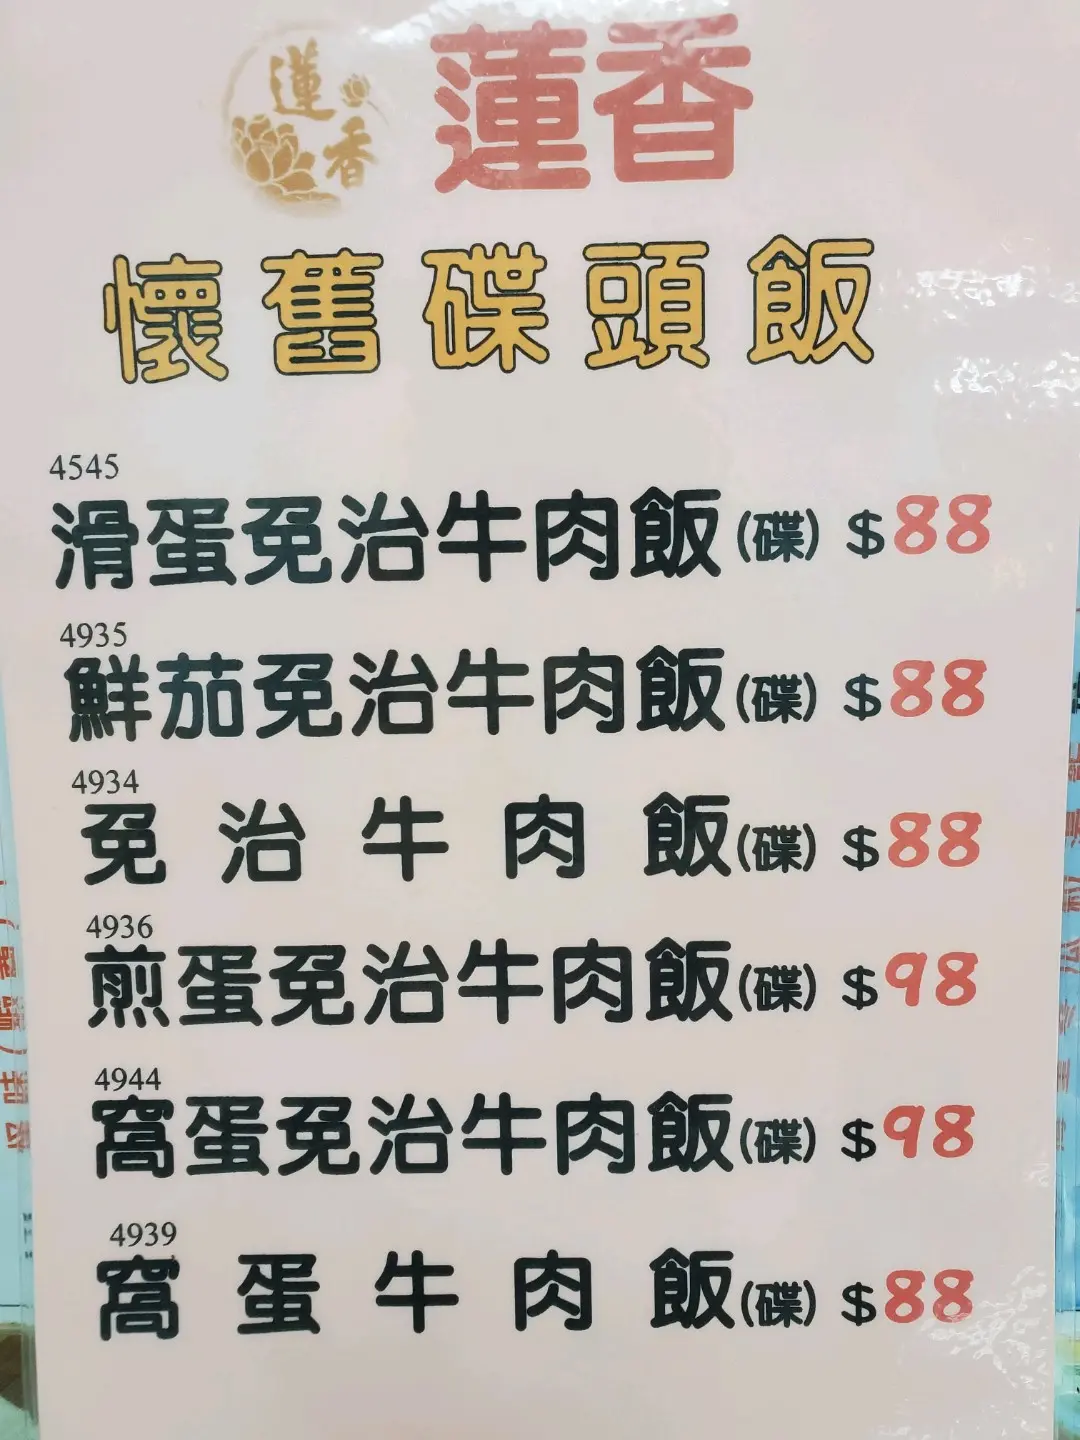 蓮香
蓮香
懷舊碟頭飯
4545
滑蛋免治牛肉飯(碟) $88
4935
鮮茄免治牛肉飯(碟) $88
4934
免治牛肉飯(碟) $88
4936
煎蛋免治牛肉飯(碟) $98
4944
窩蛋免治牛肉飯(碟) $98
4939
窩蛋牛肉飯(碟) $88